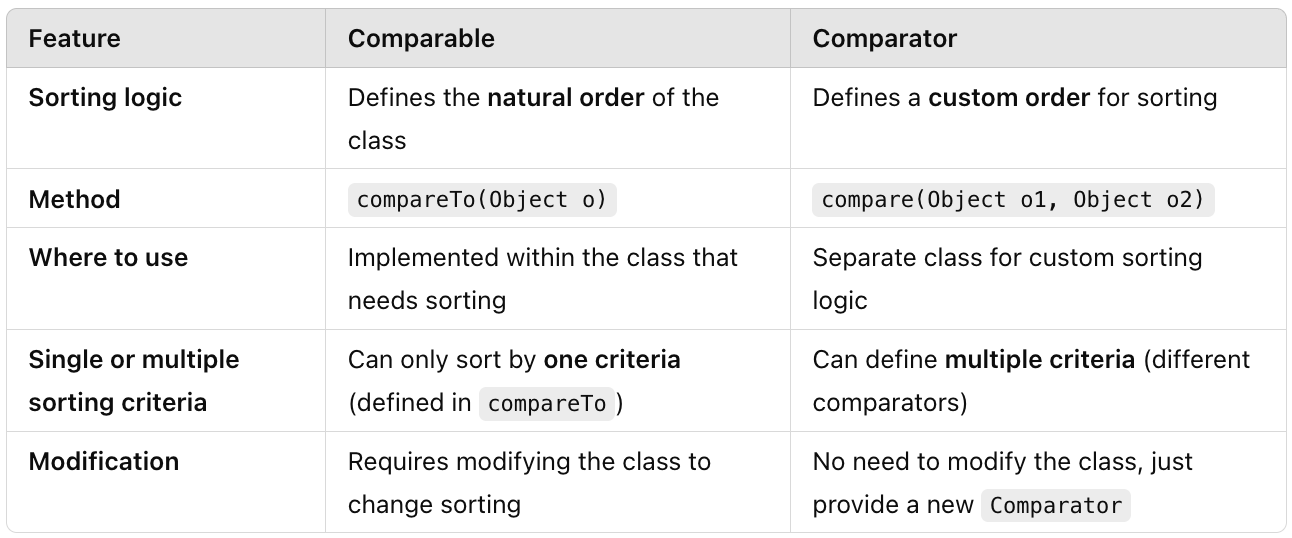 Feature Comparable Comparator
Sorting logic Defines the natural order of the Defines a custom order for sorting
class
Method compareTo(Object o) compare(Object o1, Object o2)
Where to use Implemented within the class that Separate class for custom sorting
needs sorting logic
Single or multiple Can only sort by one criteria Can define multiple criteria (different
sorting criteria (defined in compareTo) comparators)
Modification Requires modifying the class to No need to modify the class, just
change sorting provide a new Comparator